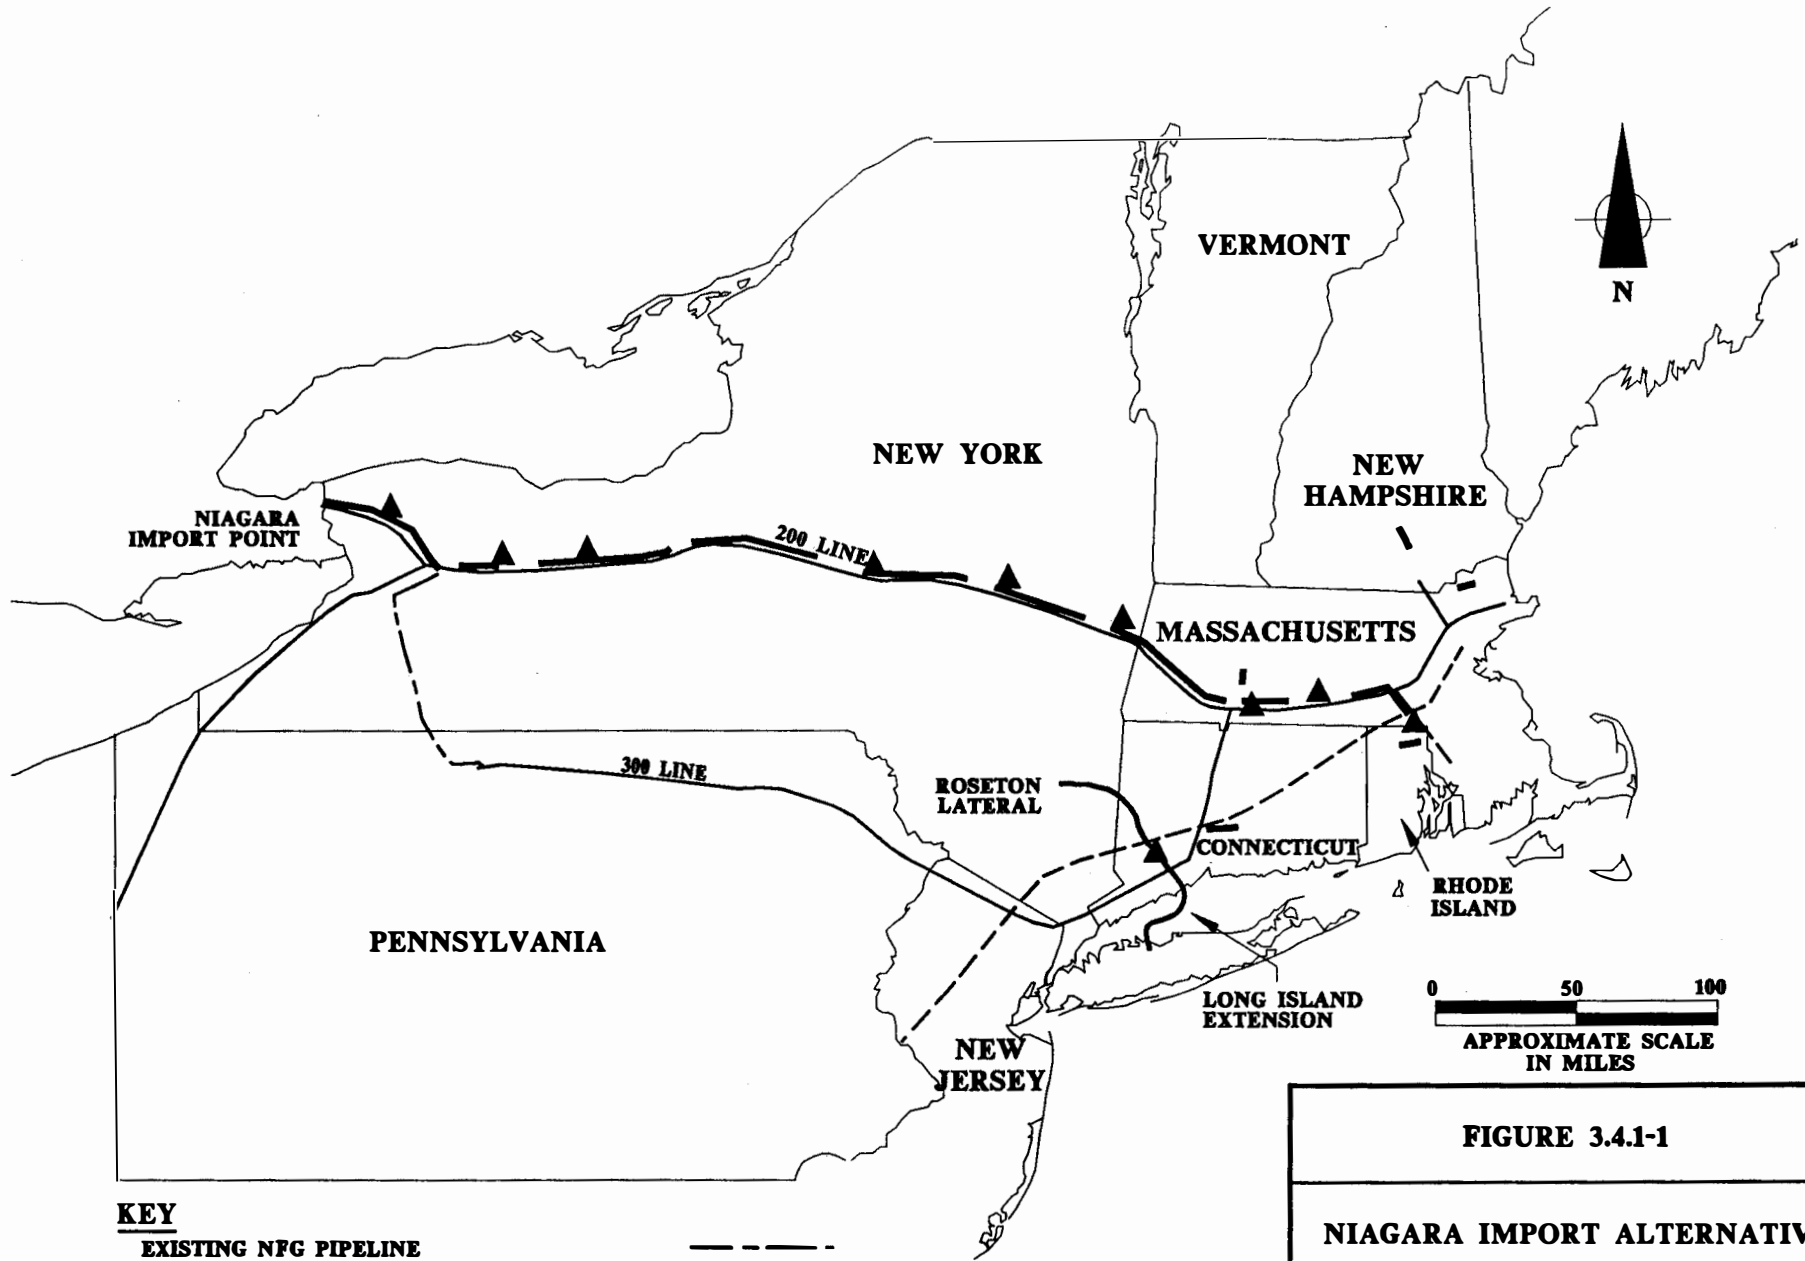 VERMONT
N
NEW YORK
NEW
HAMPSHIRE
NIAGARA
IMPORT POINT
200 LINE
MASSACHUSETTS
300 LINE
ROSETON
LATERAL
CONNECTICUT
RHODE
ISLAND
PENNSYLVANIA
LONG ISLAND
EXTENSION
0 50 100
APPROXIMATE SCALE
IN MILES
NEW
JERSEY
FIGURE 3.4.1-1
NIAGARA IMPORT ALTERNATIV
KEY
EXISTING NFG PIPELINE